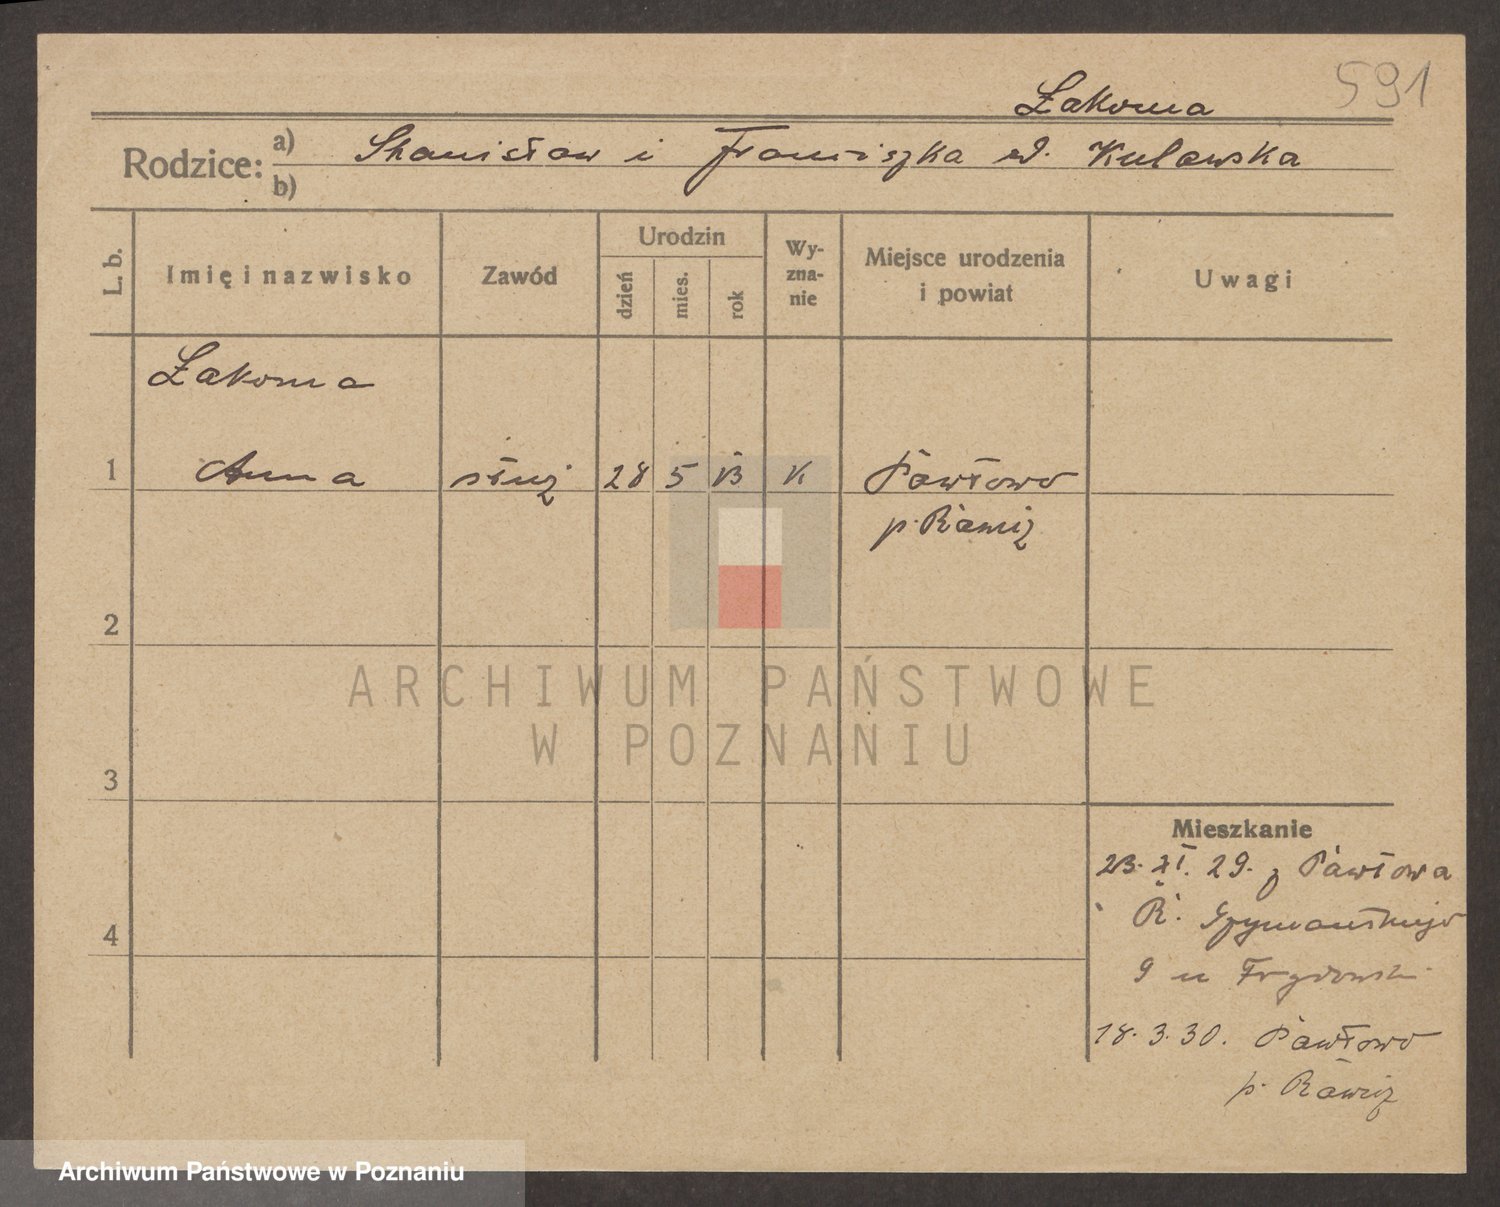 591
Łakoma
Rodzice: a) Stanisław i Franciszka d. Kulawska
b)
L. b.
Imię i nazwisko
Zawód
Urodzin
dzień
mies.
rok
Wy-
zna-
nie
Miejsce urodzenia
i powiat
Uwagi
Łakoma
1 Anna służ 28 5 13 K Pawłowo
p. Rawicz
2
3
4
Mieszkanie
23. XI. 29. z Pawłowa
R. Szymańskiego
9 u
18. 3. 30. Pawłowo
p. Rawicz
ARCHIWUM PAŃSTWOWE
W POZNANIU
Archiwum Państwowe w Poznaniu